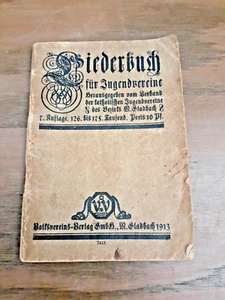 Liederbuch
für Jugendvereine
Herausgegeben vom Verband
der katholischen Jugendvereine
des Bezirks M. Gladbach
7. Auflage. 126. bis 175. Tausend. Preis 10 Pf.
Volksvereins-Verlag GmbH., M. Gladbach 1913